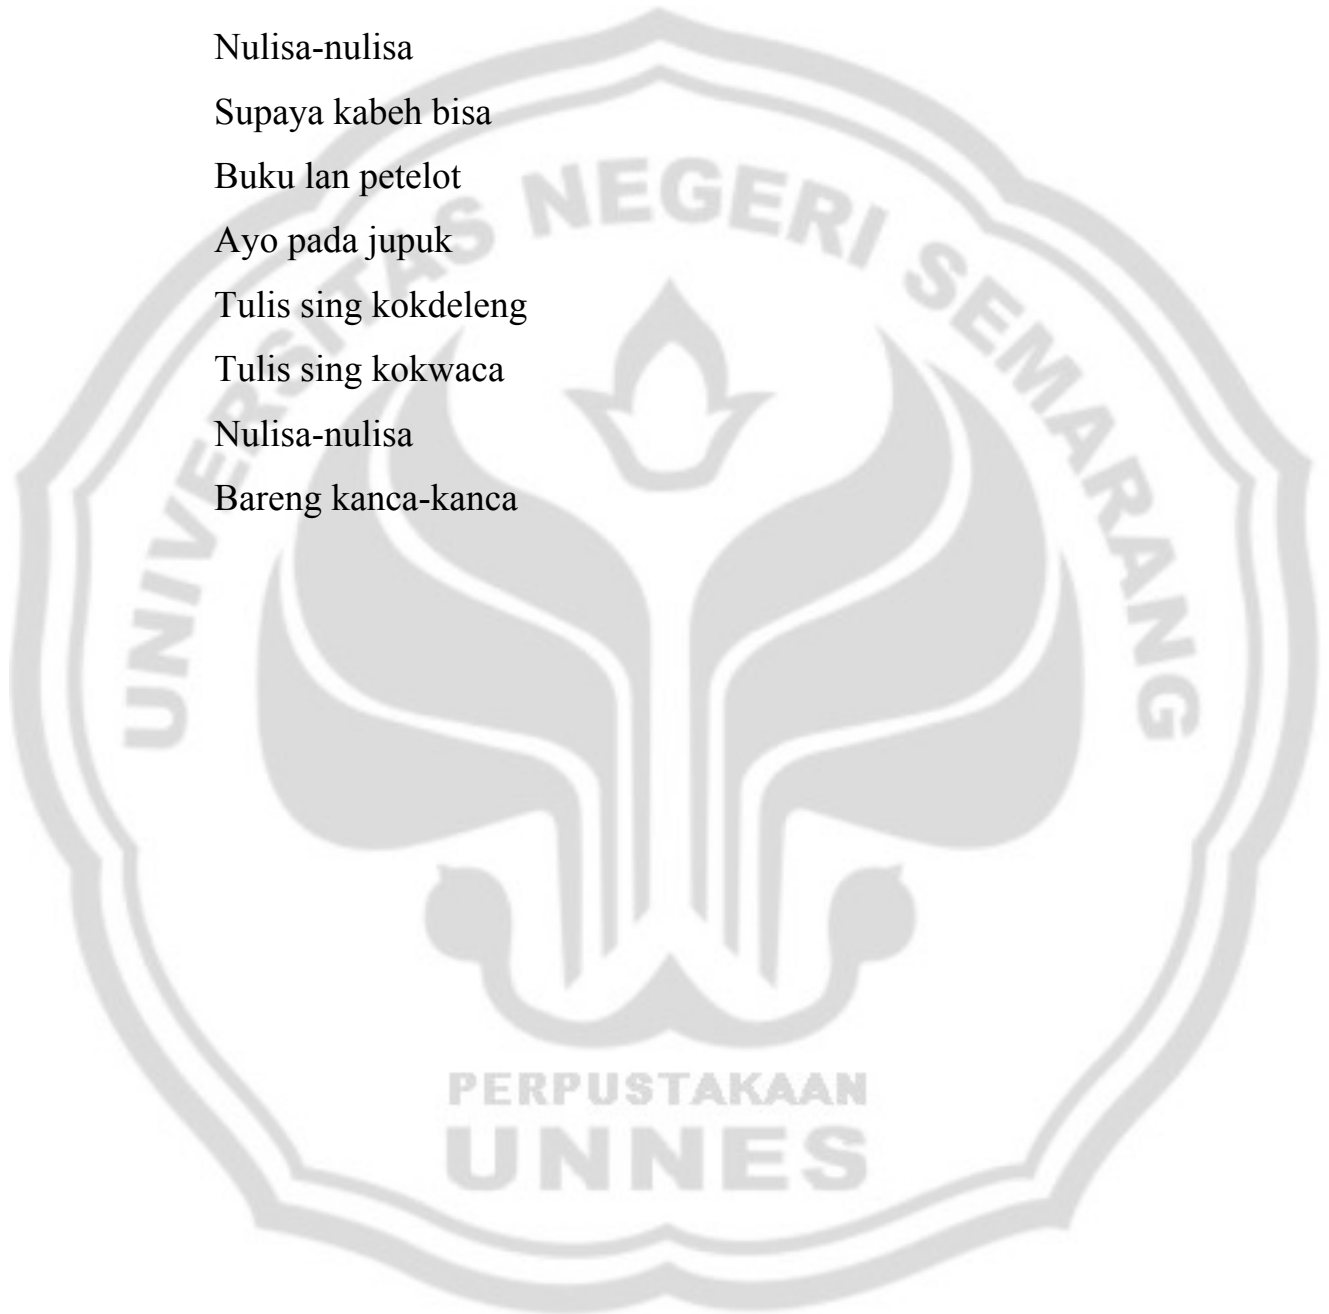 Nulisa-nulisa
Supaya kabeh bisa
Buku lan petelot
Ayo pada jupuk
Tulis sing kokdeleng
Tulis sing kokwaca
Nulisa-nulisa
Bareng kanca-kanca
UNIVERSITAS NEGERI SEMARANG
PERPUSTAKAAN
UNNES